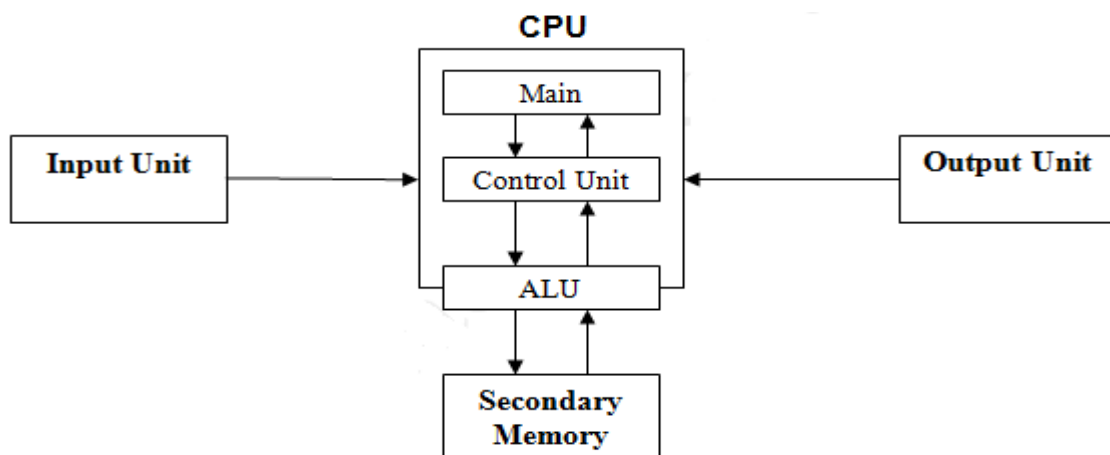 CPU
Main
Input Unit
Control Unit
Output Unit
ALU
Secondary
Memory